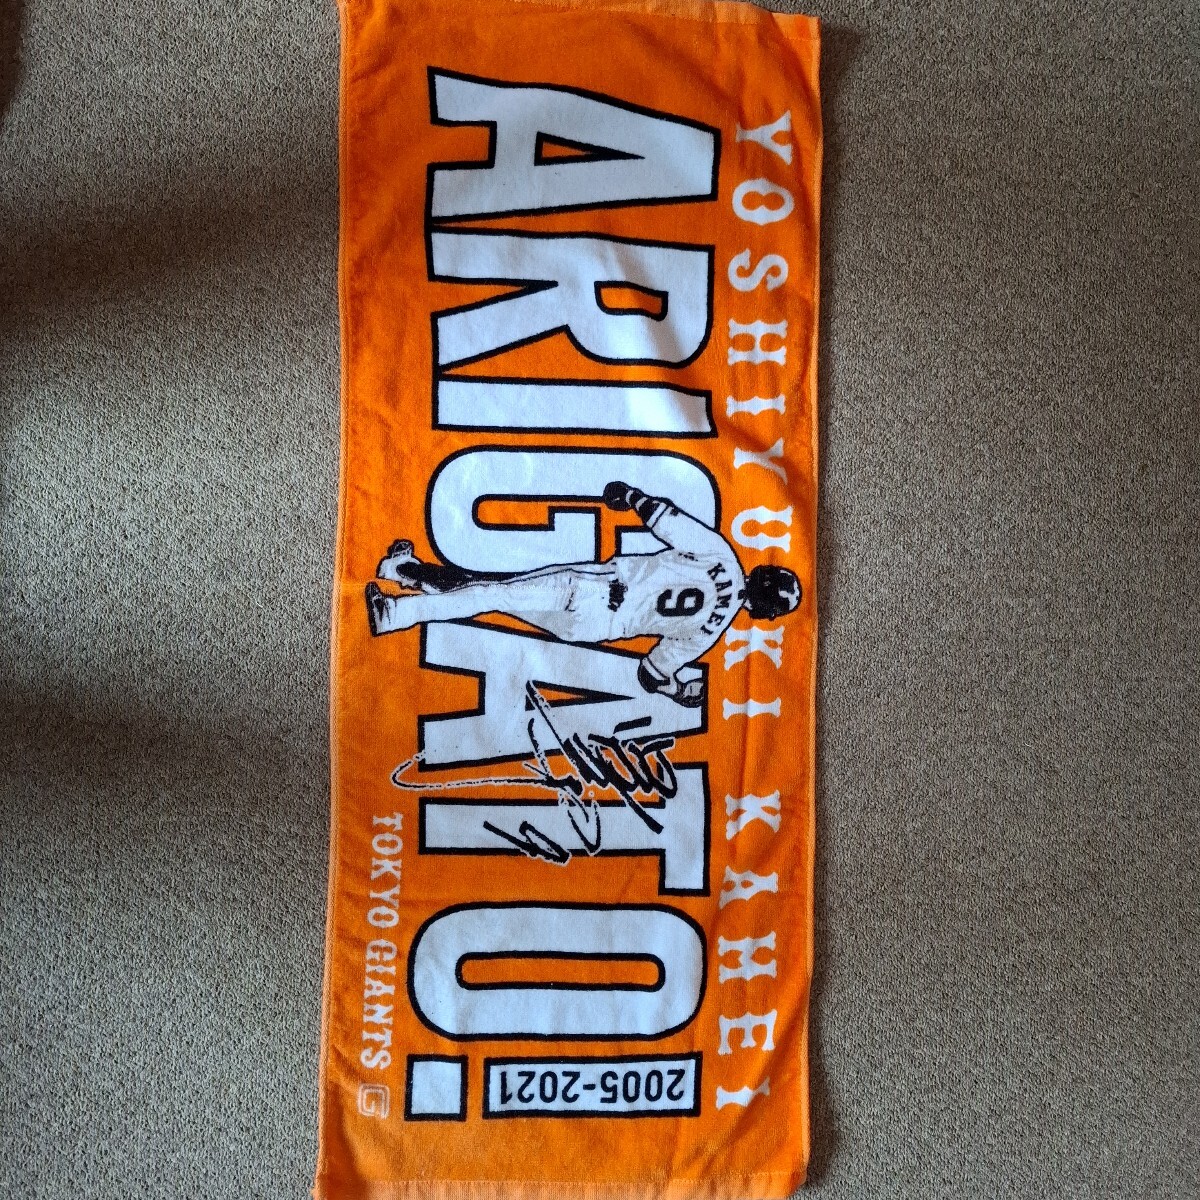 YOSHIYUKI KAMEI
ARIGATO!
2005-2021
KAMEI
9
TOKYO GIANTS G